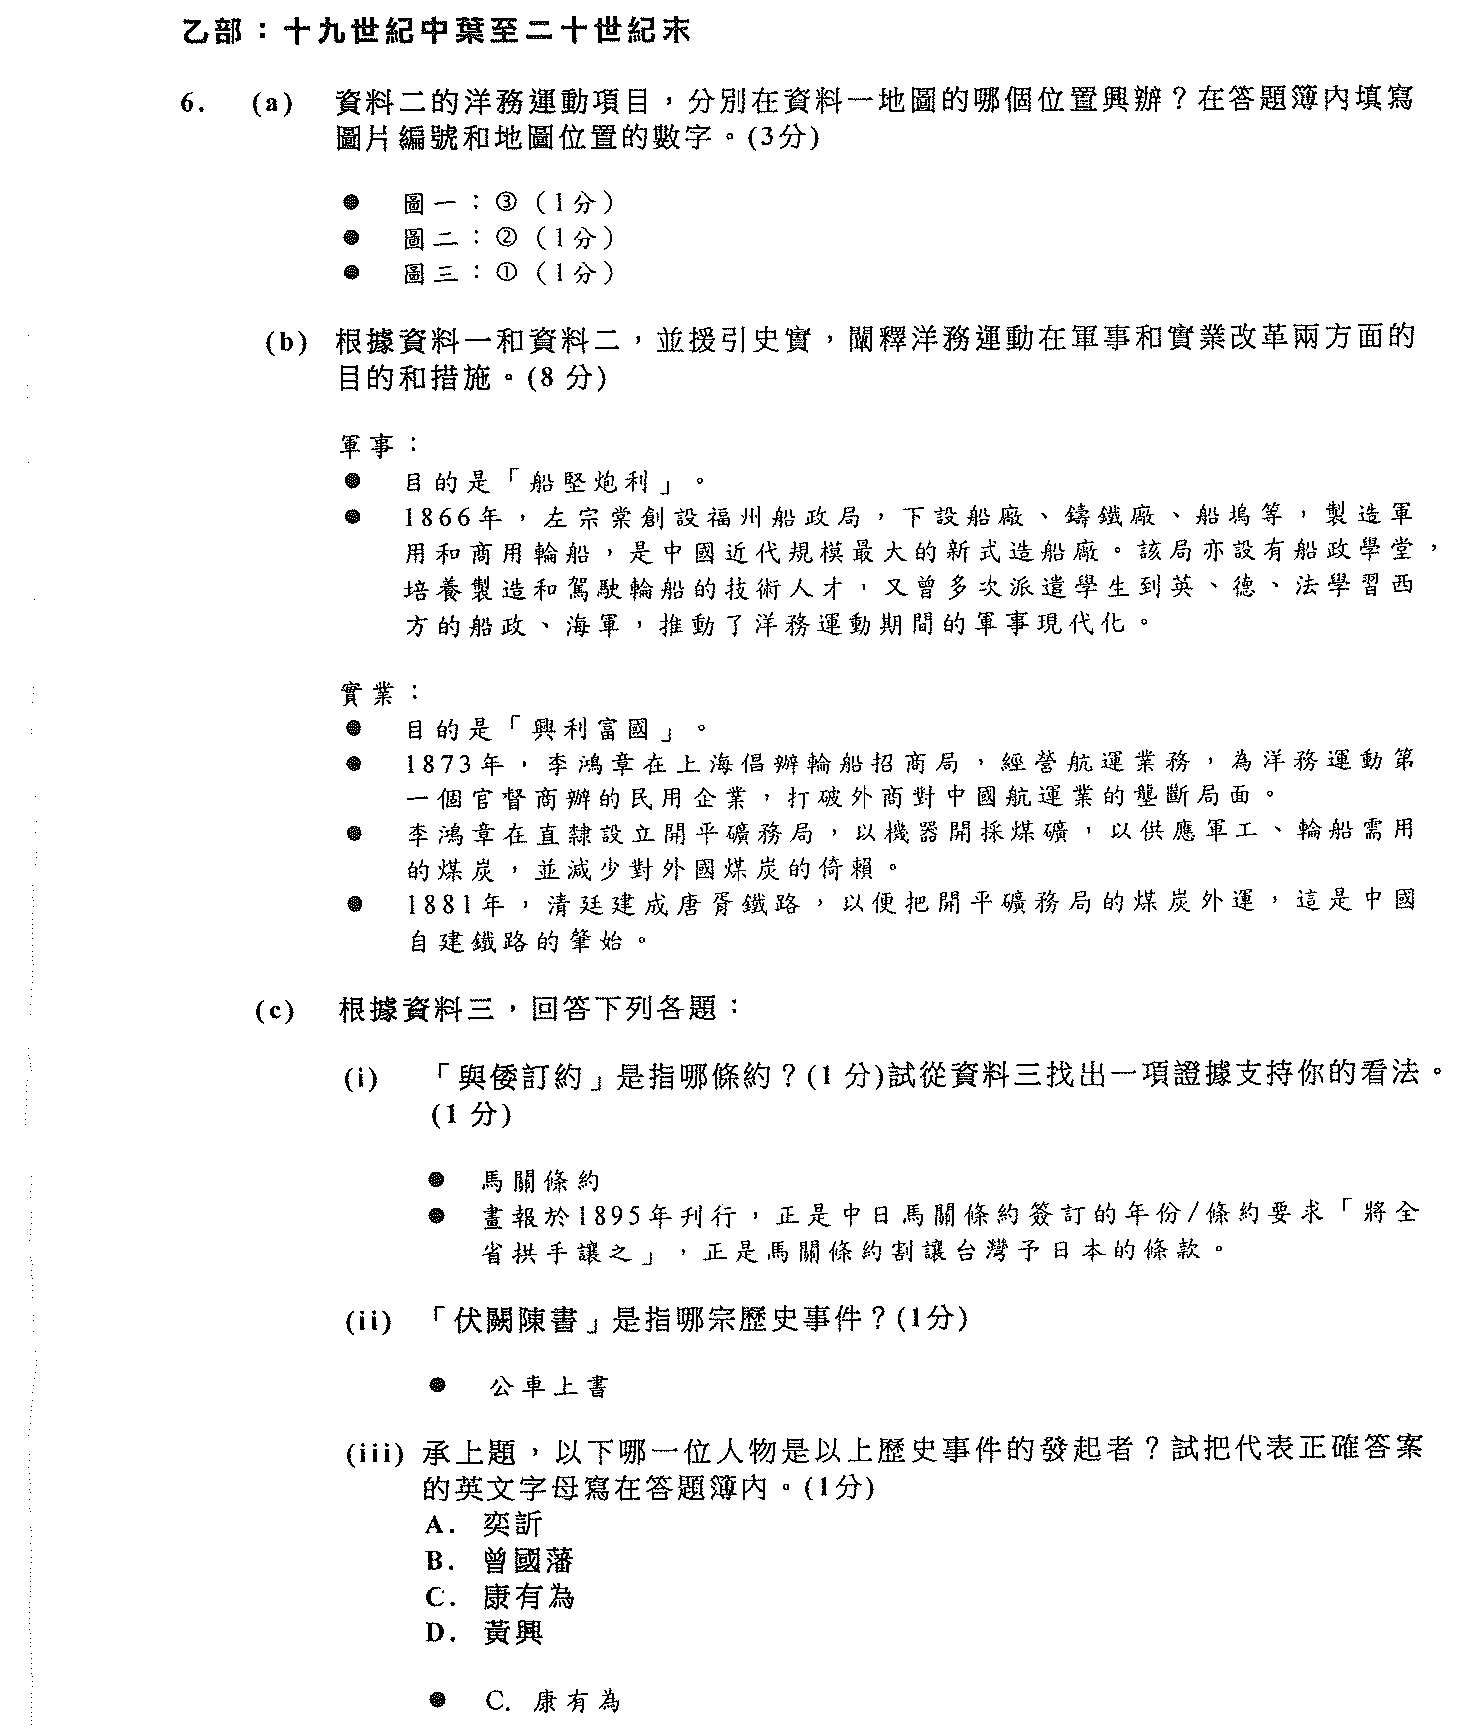 乙部：十九世紀中葉至二十世紀末
6. (a) 資料二的洋務運動項目，分別在資料一地圖的哪個位置興辦？在答題簿內填寫
圖片編號和地圖位置的數字。(3分)
● 圖一：③（1分）
● 圖二：②（1分）
● 圖三：①（1分）
(b) 根據資料一和資料二，並援引史實，闡釋洋務運動在軍事和實業改革兩方面的
目的和措施。(8 分)
軍事：
● 目的是「船堅炮利」。
● 1866年，左宗棠創設福州船政局，下設船廠、鑄鐵廠、船塢等，製造軍
用和商用輪船，是中國近代規模最大的新式造船廠。該局亦設有船政學堂，
培養製造和駕駛輪船的技術人才，又曾多次派遣學生到英、德、法學習西
方的船政、海軍，推動了洋務運動期間的軍事現代化。
實業：
● 目的是「興利富國」。
● 1873年，李鴻章在上海倡辦輪船招商局，經營航運業務，為洋務運動第
一個官督商辦的民用企業，打破外商對中國航運業的壟斷局面。
● 李鴻章在直隸設立開平礦務局，以機器開採煤礦，以供應軍工、輪船需用
的煤炭，並減少對外國煤炭的倚賴。
● 1881年，清廷建成唐胥鐵路，以便把開平礦務局的煤炭外運，這是中國
自建鐵路的肇始。
(c) 根據資料三，回答下列各題：
(i) 「與倭訂約」是指哪條約？(1 分)試從資料三找出一項證據支持你的看法。
(1 分)
● 馬關條約
● 畫報於1895年刊行，正是中日馬關條約簽訂的年份/條約要求「將全
省拱手讓之」，正是馬關條約割讓台灣予日本的條款。
(ii) 「伏闕陳書」是指哪宗歷史事件？(1分)
● 公車上書
(iii) 承上題，以下哪一位人物是以上歷史事件的發起者？試把代表正確答案
的英文字母寫在答題簿內。(1分)
A. 奕訢
B. 曾國藩
C. 康有為
D. 黃興
● C. 康有為